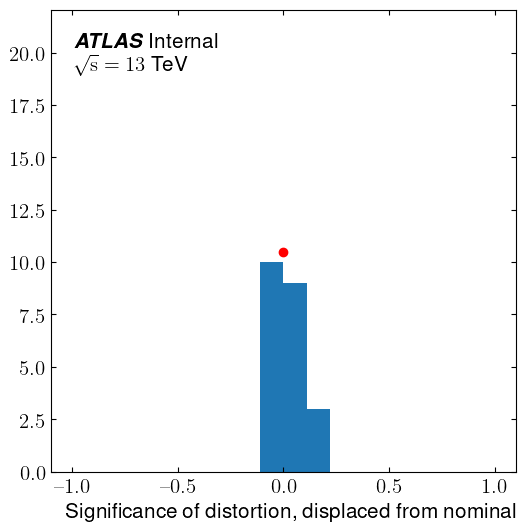 ATLAS Internal
√s = 13 TeV
20.0
17.5
15.0
12.5
10.0
7.5
5.0
2.5
0.0
−1.0 −0.5 0.0 0.5 1.0
Significance of distortion, displaced from nominal